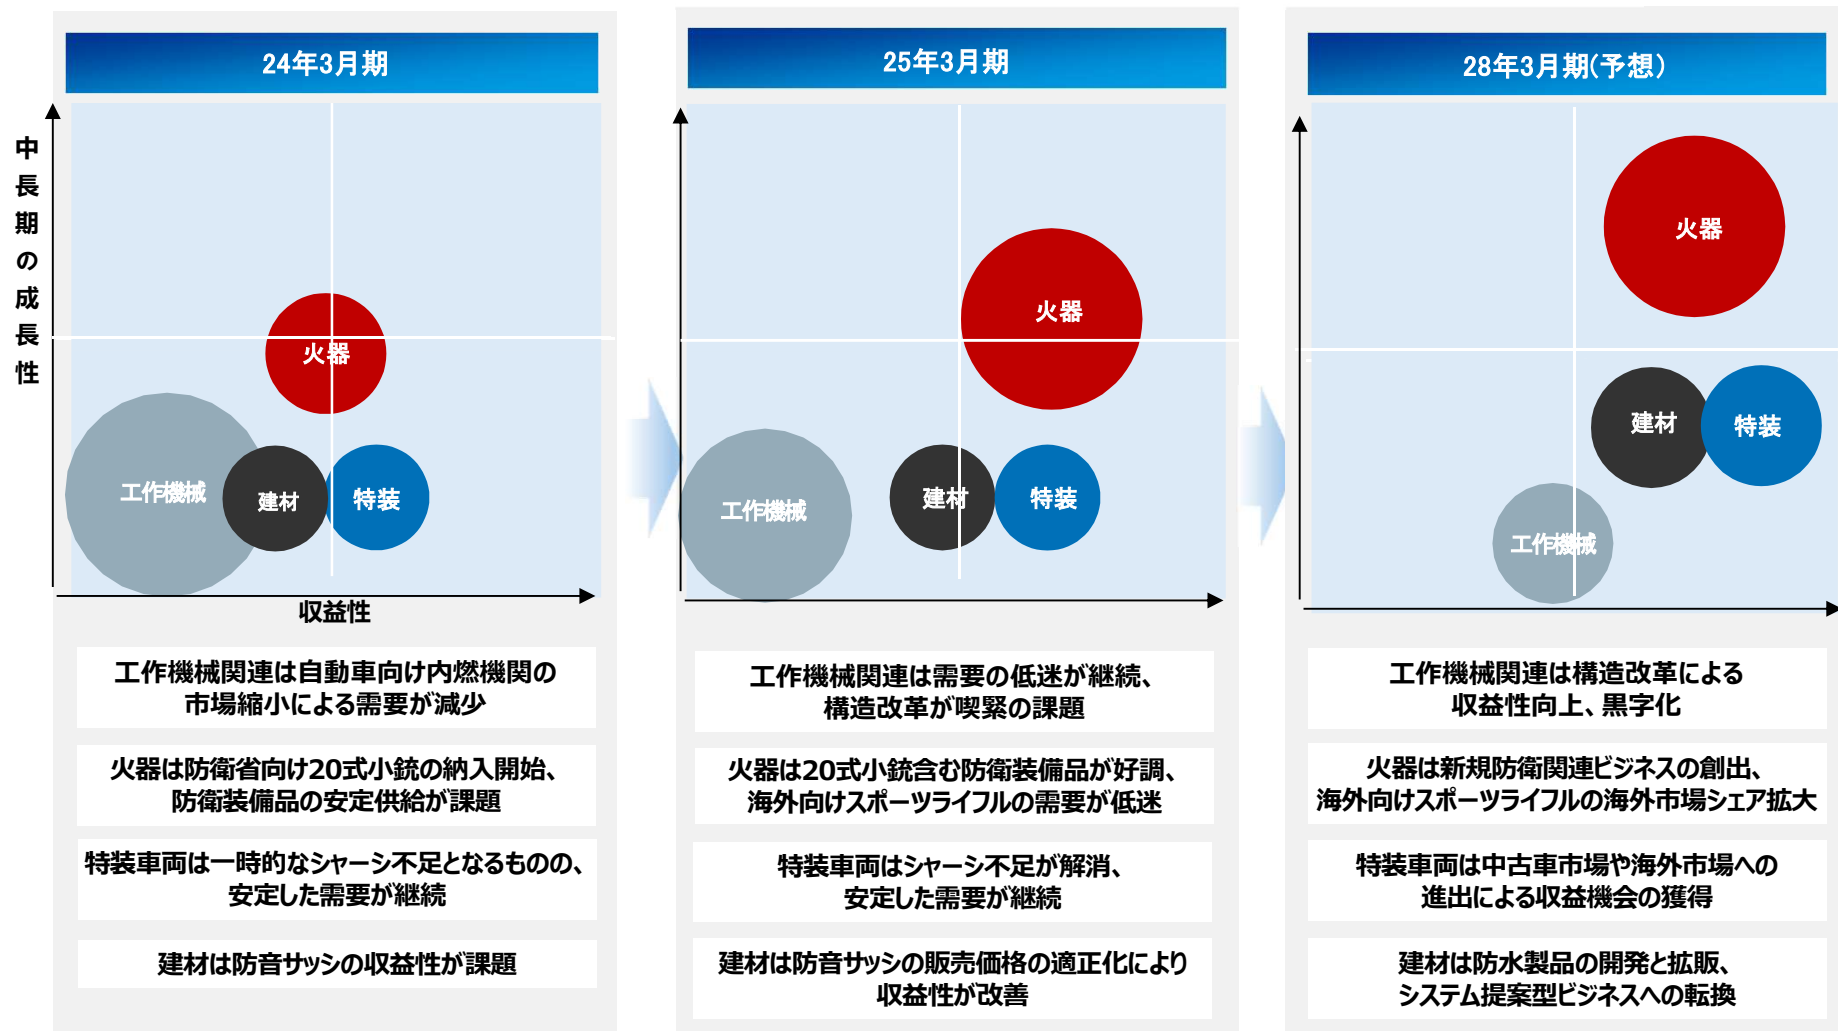 24年3月期
中長期の成長性
火器
工作機械
建材
特装
収益性
工作機械関連は自動車向け内燃機関の
市場縮小による需要が減少
火器は防衛省向け20式小銃の納入開始、
防衛装備品の安定供給が課題
特装車両は一時的なシャーシ不足となるものの、
安定した需要が継続
建材は防音サッシの収益性が課題
25年3月期
火器
工作機械
建材
特装
工作機械関連は需要の低迷が継続、
構造改革が喫緊の課題
火器は20式小銃含む防衛装備品が好調、
海外向けスポーツライフルの需要が低迷
特装車両はシャーシ不足が解消、
安定した需要が継続
建材は防音サッシの販売価格の適正化により
収益性が改善
28年3月期(予想)
火器
建材
特装
工作機械
工作機械関連は構造改革による
収益性向上、黒字化
火器は新規防衛関連ビジネスの創出、
海外向けスポーツライフルの海外市場シェア拡大
特装車両は中古車市場や海外市場への
進出による収益機会の獲得
建材は防水製品の開発と拡販、
システム提案型ビジネスへの転換